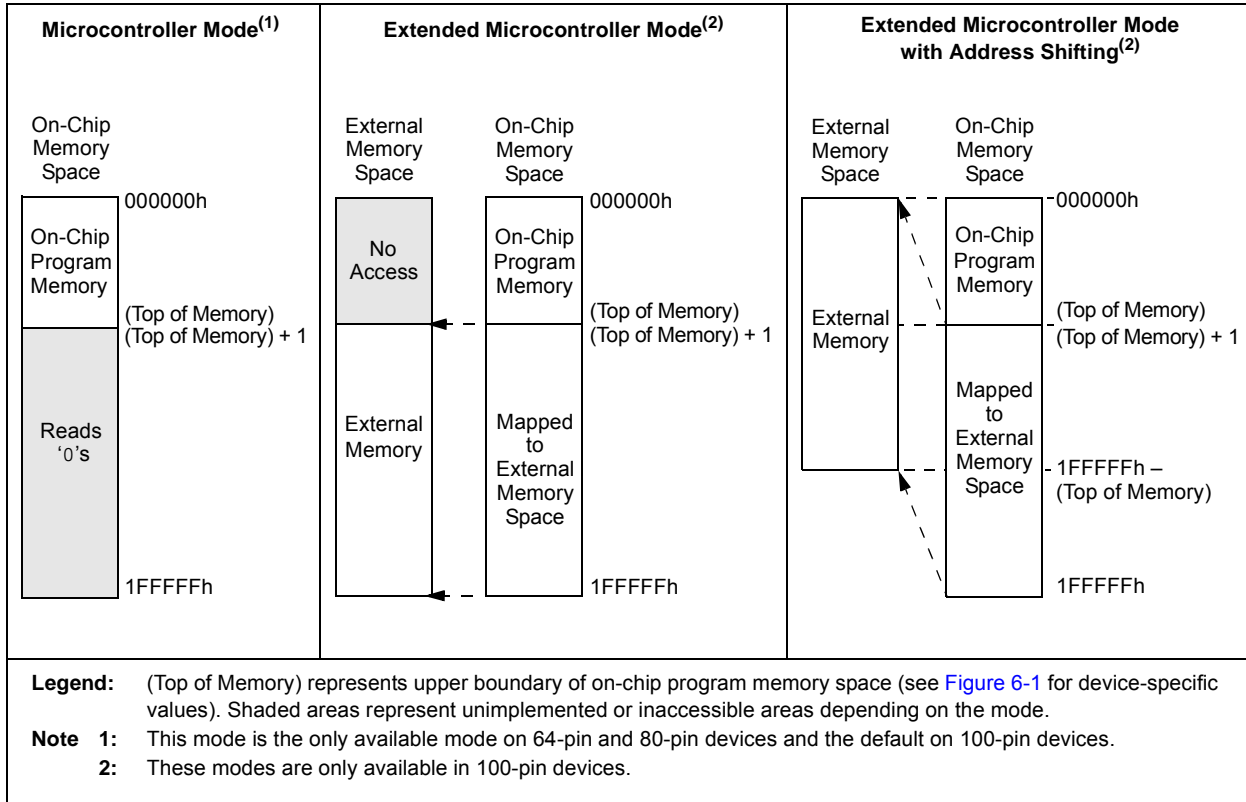 Microcontroller Mode(1)
On-Chip
Memory
Space
000000h
On-Chip
Program
Memory
(Top of Memory)
(Top of Memory) + 1
Reads
‘0’s
1FFFFFh
Extended Microcontroller Mode(2)
External
Memory
Space
On-Chip
Memory
Space
000000h
No
Access
On-Chip
Program
Memory
(Top of Memory)
(Top of Memory) + 1
External
Memory
Mapped
to
External
Memory
Space
1FFFFFh
Extended Microcontroller Mode
with Address Shifting(2)
External
Memory
Space
On-Chip
Memory
Space
000000h
On-Chip
Program
Memory
External
Memory
(Top of Memory)
(Top of Memory) + 1
Mapped
to
External
Memory
Space
1FFFFFh –
(Top of Memory)
1FFFFFh
Legend: (Top of Memory) represents upper boundary of on-chip program memory space (see Figure 6-1 for device-specific
values). Shaded areas represent unimplemented or inaccessible areas depending on the mode.
Note 1: This mode is the only available mode on 64-pin and 80-pin devices and the default on 100-pin devices.
2: These modes are only available in 100-pin devices.